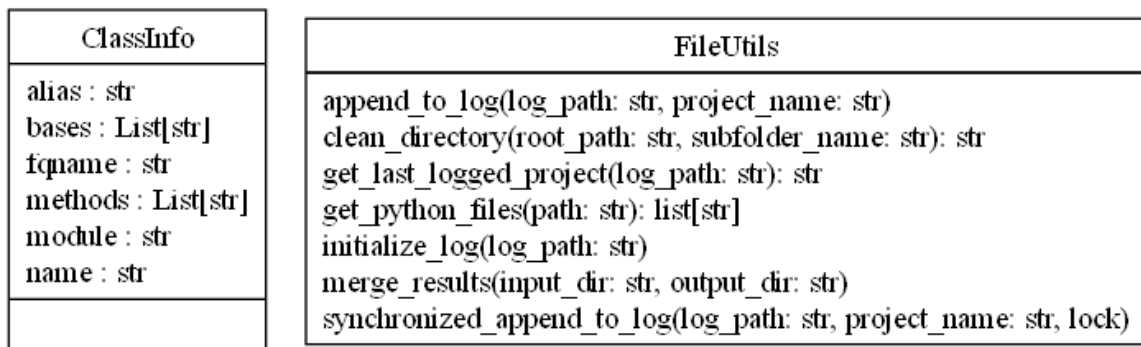 ClassInfo
alias : str
bases : List[str]
fqname : str
methods : List[str]
module : str
name : str
FileUtils
append_to_log(log_path: str, project_name: str)
clean_directory(root_path: str, subfolder_name: str): str
get_last_logged_project(log_path: str): str
get_python_files(path: str): list[str]
initialize_log(log_path: str)
merge_results(input_dir: str, output_dir: str)
synchronized_append_to_log(log_path: str, project_name: str, lock)